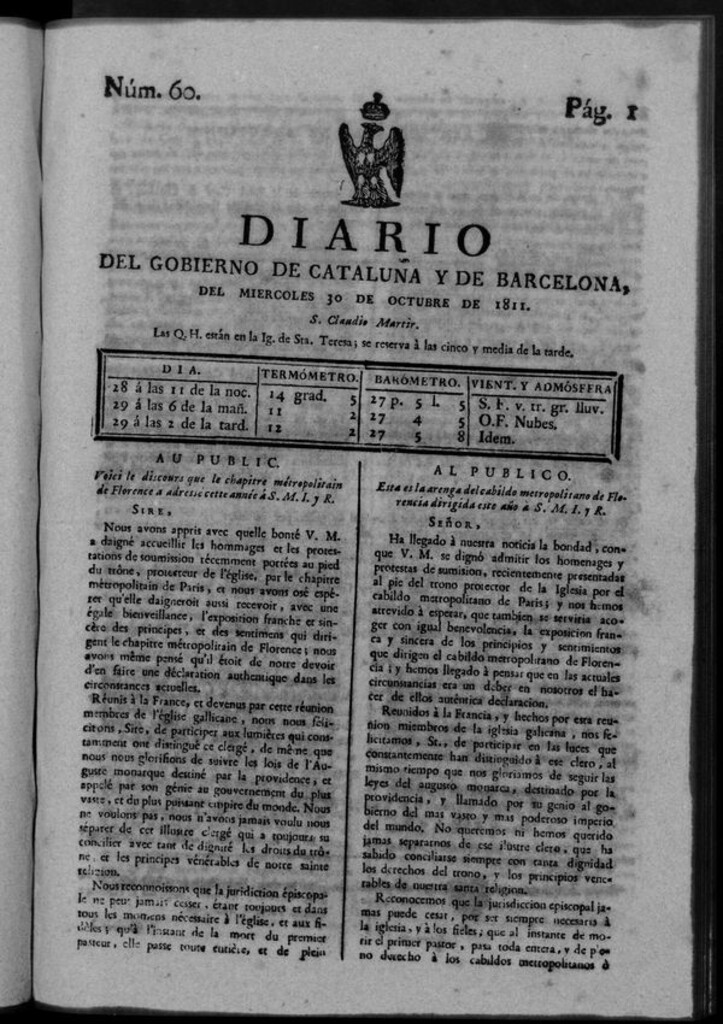 Núm. 60.
Pág. 1
DIARIO
DEL GOBIERNO DE CATALUÑA Y DE BARCELONA,
DEL MIERCOLES 30 DE OCTUBRE DE 1811.
S. Claudio Martir.
Las Q. H. están en la Ig. de Sta. Teresa; se reserva á las cinco y media de la tarde.
DIA. TERMÓMETRO. BARÓMETRO. VIENT. Y ADMÓSFERA
28 á las 11 de la noc. 14 grad. 5 27 p. 5 l. 5 S. F. v. tr. gr. lluv.
29 á las 6 de la mañ. 11 2 27 4 5 O.F. Nubes.
29 á las 2 de la tard. 12 2 27 5 8 Idem.
AU PUBLIC.
Voici le discours que le chapitre métropolitain
de Florence a adressé cette année á S. M. I. y R.
SIRE,
Nous avons appris avec quelle bonté V. M.
a daigné accueillir les hommages et les protes-
tations de soumission récemment portées au pied
du trône, protecteur de l'église, par le chapitre
métropolitain de Paris, et nous avons osé espé-
rer qu'elle daigneroit aussi recevoir, avec une
égale bienveillance, l'exposition franche et sin-
cère des principes, et des sentimens qui diri-
gent le chapitre métropolitain de Florence; nous
avons même pensé qu'il étoit de notre devoir
d'en faire une déclaration authentique dans les
circonstances actuelles.
Réunis à la France, et devenus par cette réunion
membres de l'église gallicane, nous nous féli-
citons, Sire, de participer aux lumières qui cons-
tamment ont distingué ce clergé, de même que
nous nous glorifions de suivre les lois de l'Au-
guste monarque destiné par la providence, et
appelé par son génie au gouvernement du plus
vaste, et du plus puissant empire du monde. Nous
ne voulons pas, nous n'avons jamais voulu nous
séparer de cet illustre clergé qui a toujours su
concilier avec tant de dignité les droits du trô-
ne, et les principes vénérables de notre sainte
religion.
Nous reconnoissons que la juridiction épiscopa-
le ne peut jamais cesser, étant toujours et dans
tous les momens nécessaire à l'église, et aux fi-
dèles; qu'à l'instant de la mort du premier
pasteur, elle passe toute entière, et de plein
AL PUBLICO.
Esta es la arenga del cabildo metropolitano de Flo-
rencia dirigida este año a S. M. I. y R.
SEÑOR,
Ha llegado à nuestra noticia la bondad, con-
que V. M. se dignó admitir los homenages y
protestas de sumision, recientemente presentadas
al pie del trono protector de la Iglesia por el
cabildo metropolitano de Paris; y nos hemos
atrevido à esperar, que tambien se serviria aco-
ger con igual benevolencia, la exposicion fran-
ca y sincera de los principios y sentimientos
que dirigen el cabildo metropolitano de Floren-
cia; y hemos llegado à pensar que en las actuales
circunstancias era un deber en nosotros el ha-
cer de ellos auténtica declaracion.
Reunidos à la Francia, y hechos por esta reu-
nion miembros de la iglesia galicana, nos fe-
licitamos, Sr., de participar en las luces que
constantemente han distinguido à ese clero, al
mismo tiempo que nos gloriamos de seguir las
leyes del augusto monarca, destinado por la
providencia, y llamado por su genio al go-
bierno del mas vasto y mas poderoso imperio
del mundo. No queremos ni hemos querido
jamas separarnos de ese ilustre clero, que ha
sabido conciliarse siempre con tanta dignidad
los derechos del trono, y los principios vene-
rables de nuestra santa religion.
Reconocemos que la jurisdiccion episcopal ja-
mas puede cesar, por ser siempre necesaria à
la iglesia, y à los fieles; que al instante de mo-
rir el primer pastor, pasa toda entera, y de ple-
no derecho à los cabildos metropolitanos ò